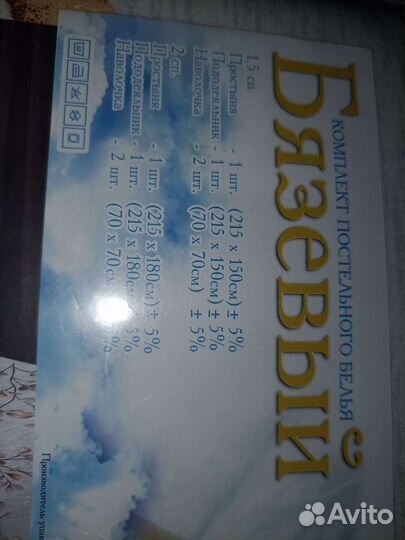 КОМПЛЕКТ ПОСТЕЛЬНОГО БЕЛЬЯ
БЯЗЕВЫЙ
1.5 сп.
Простыня - 1 шт. (215 x 150см) ± 5%
Пододеяльник - 1 шт. (215 x 150см) ± 5%
Наволочка - 2 шт. (70 x 70см) ± 5%
2 сп.
Простыня - 1 шт. (215 x 180см) ± 5%
Пододеяльник - 1 шт. (215 x 180см) ± 5%
Наволочка - 2 шт. (70 x 70см) 5%
Производитель
Avito